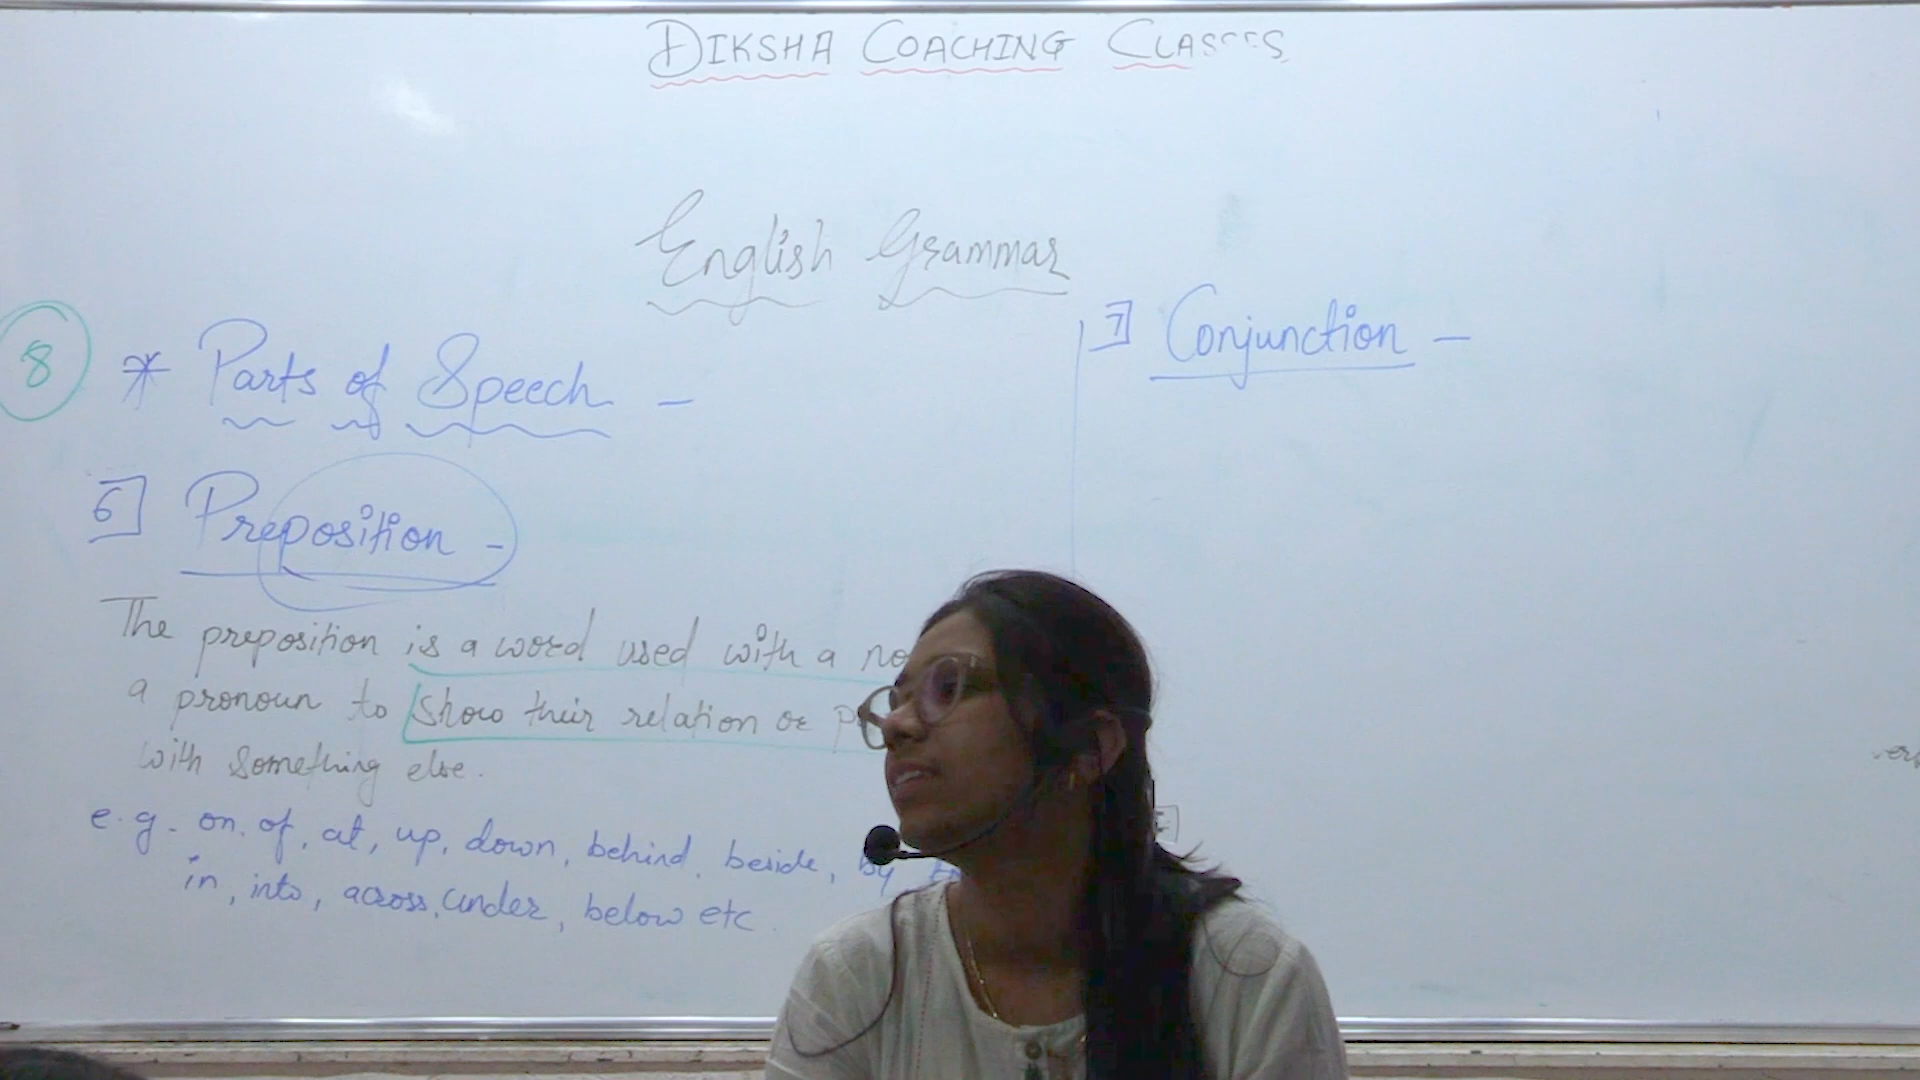 DIKSHA COACHING CLASSES
English Grammar
8
* Parts of Speech -
6] Preposition -
The preposition is a word used with a
a pronoun to show their relation or
with something else.
e.g. on, of, at, up, down, behind, beside, by
in, into, across, under, below etc.
7] Conjunction -